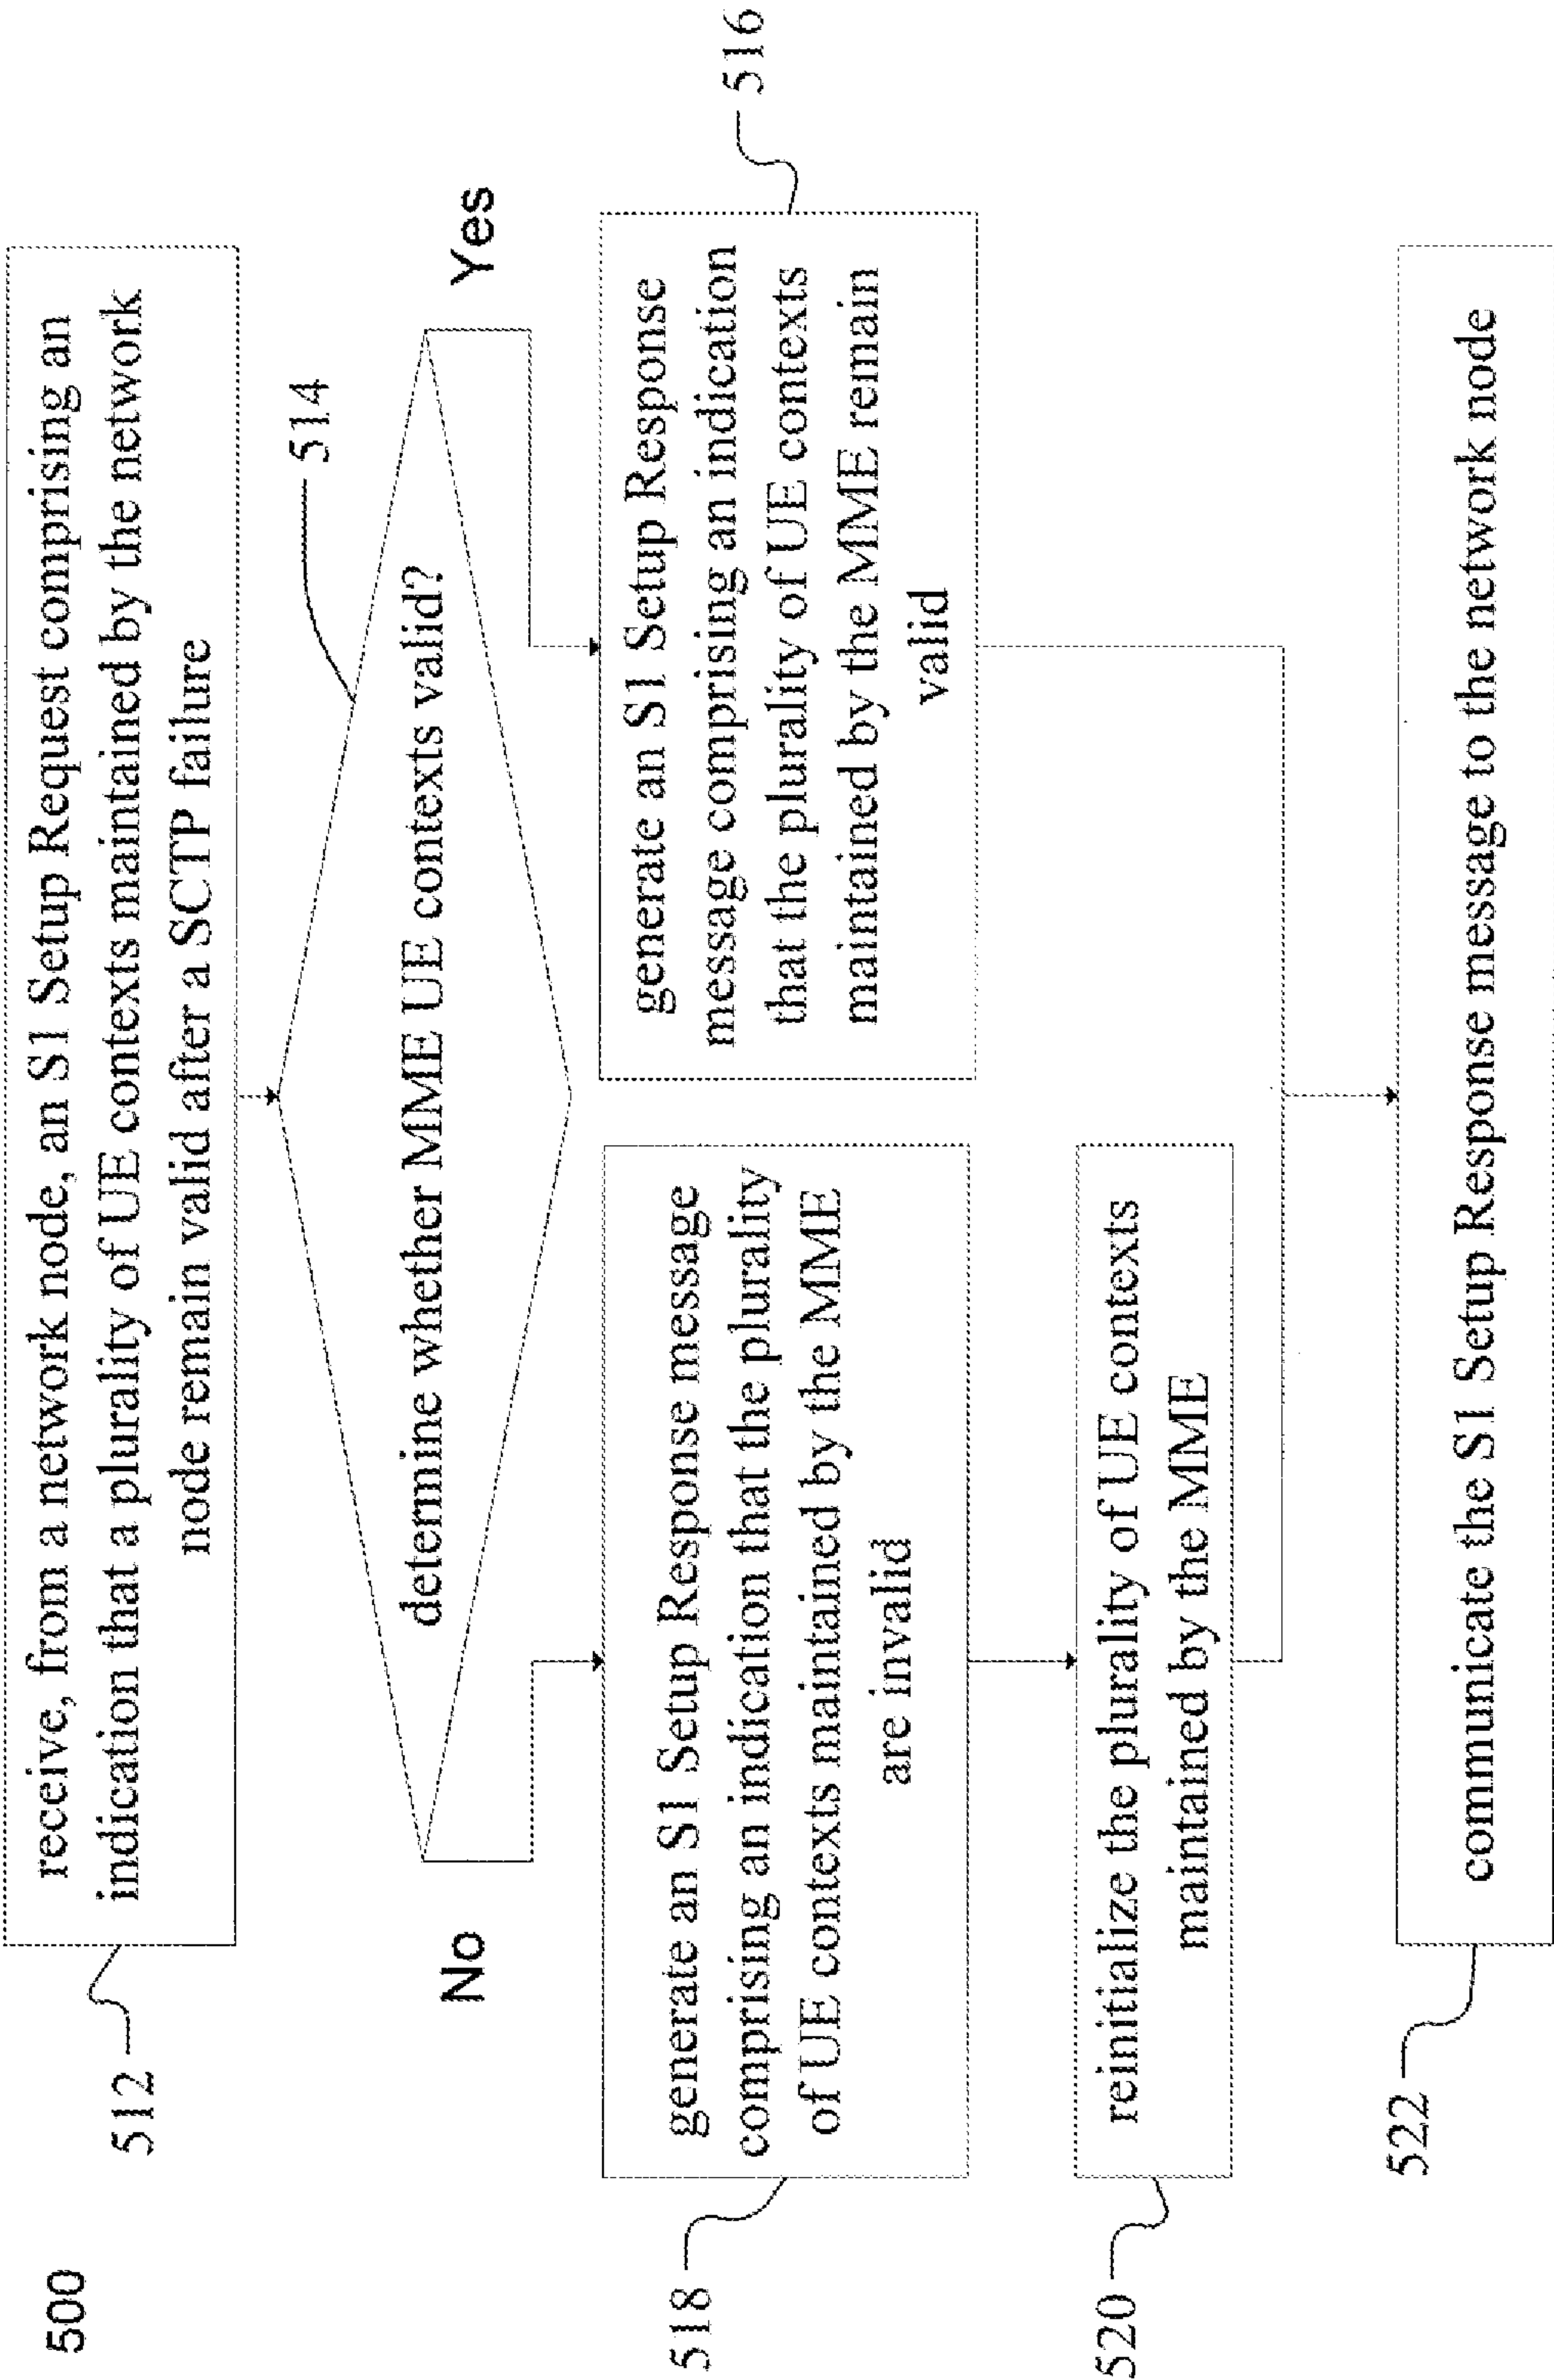 500
512
receive, from a network node, an S1 Setup Request comprising an
indication that a plurality of UE contexts maintained by the network
node remain valid after a SCTP failure
514
determine whether MME UE contexts valid?
No
Yes
518
generate an S1 Setup Response message
comprising an indication that the plurality
of UE contexts maintained by the MME
are invalid
generate an S1 Setup Response
message comprising an indication
that the plurality of UE contexts
maintained by the MME remain
valid
516
520
reinitialize the plurality of UE contexts
maintained by the MME
522
communicate the S1 Setup Response message to the network node